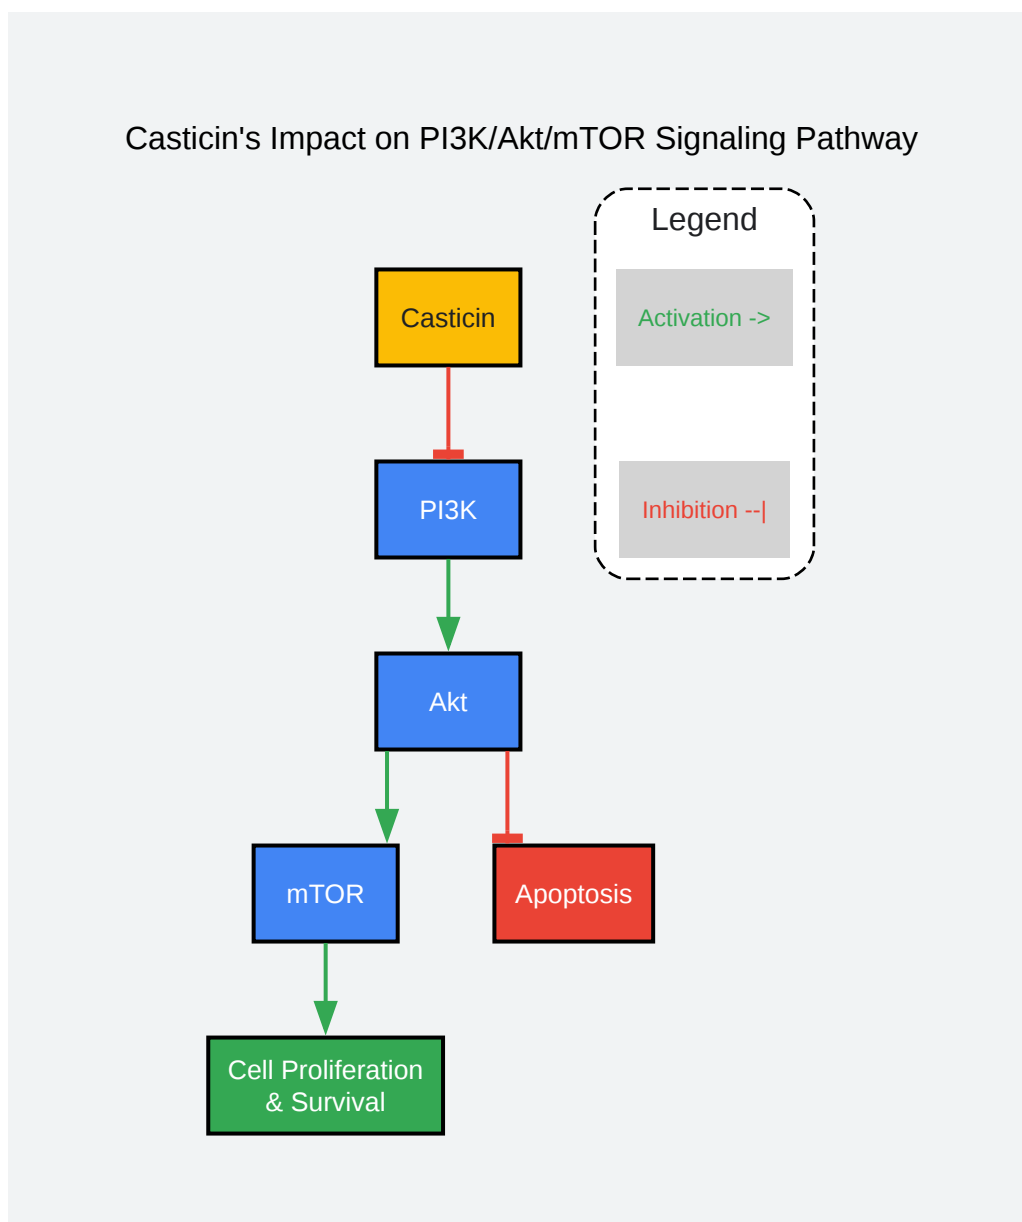 Casticin's Impact on PI3K/Akt/mTOR Signaling Pathway
Legend
Casticin
Activation ->
PI3K
Inhibition --|
Akt
mTOR
Apoptosis
Cell Proliferation
& Survival